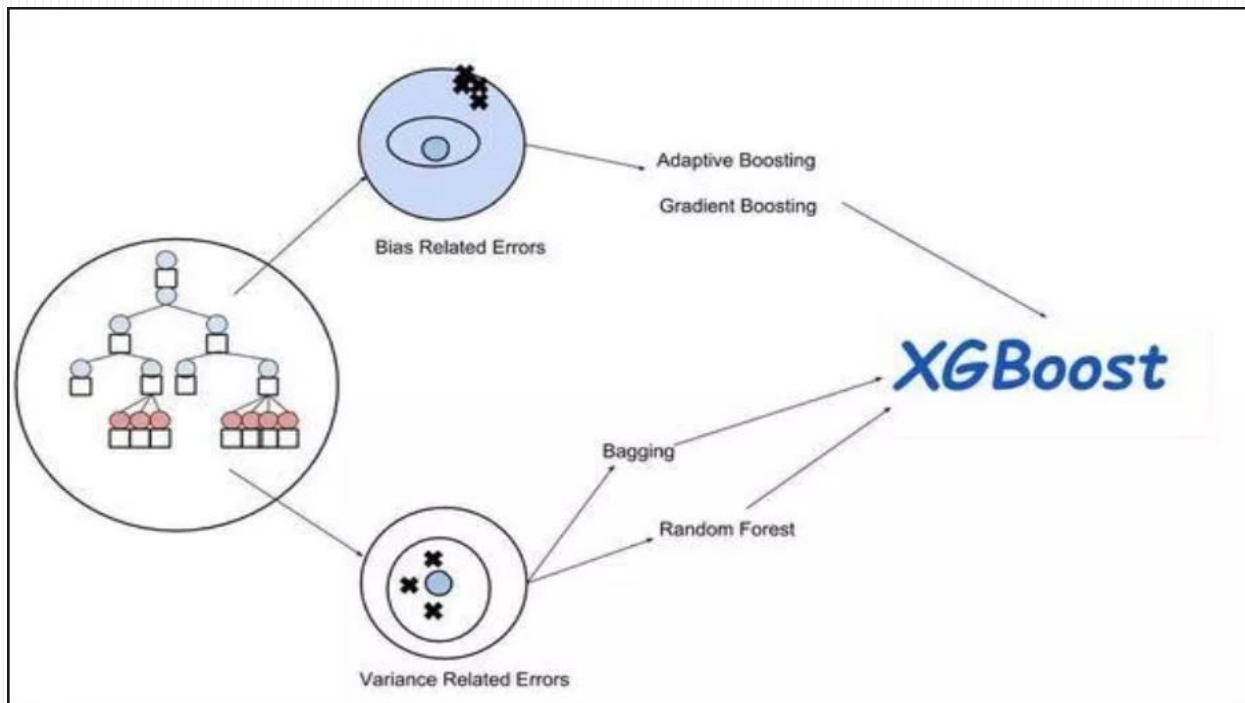 Bias Related Errors
Adaptive Boosting
Gradient Boosting
XGBoost
Bagging
Random Forest
Variance Related Errors